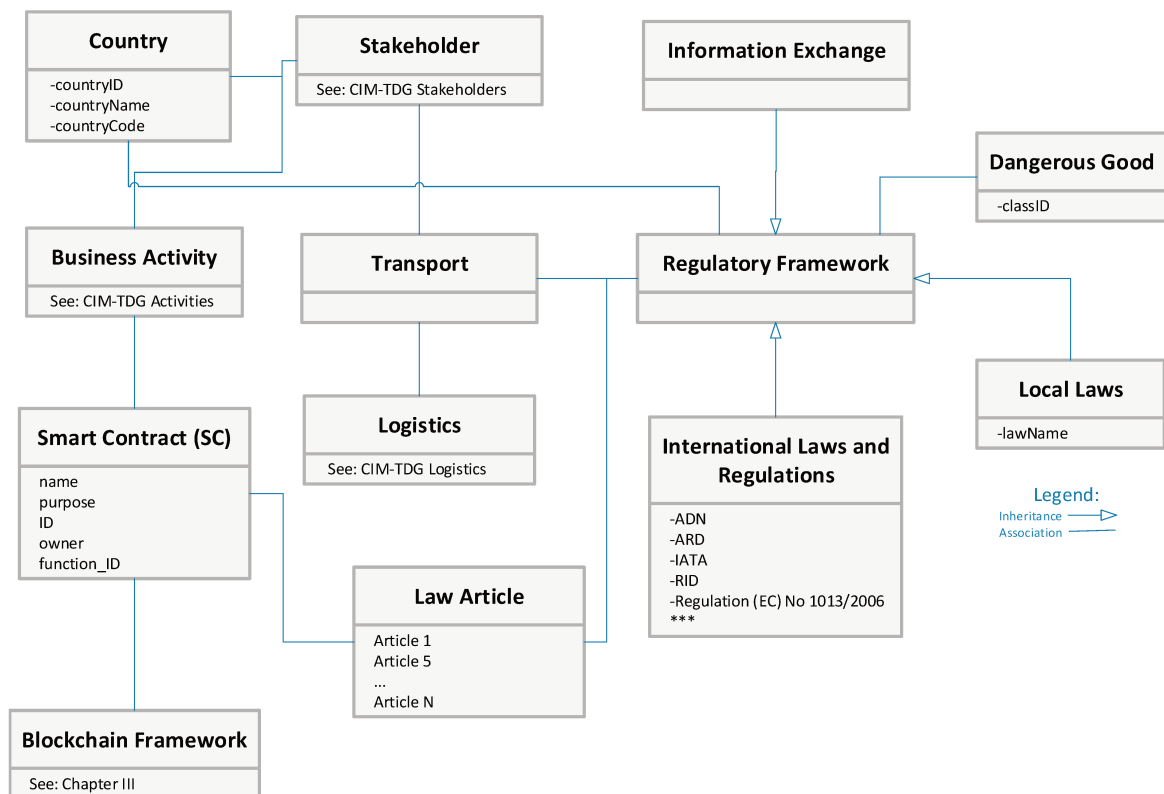 Country
-countryID
-countryName
-countryCode
Stakeholder
See: CIM-TDG Stakeholders
Information Exchange
Dangerous Good
-classID
Business Activity
See: CIM-TDG Activities
Transport
Regulatory Framework
Local Laws
-lawName
Smart Contract (SC)
name
purpose
ID
owner
function_ID
Logistics
See: CIM-TDG Logistics
International Laws and
Regulations
-ADN
-ARD
-IATA
-RID
-Regulation (EC) No 1013/2006
***
Legend:
Inheritance
Association
Law Article
Article 1
Article 5
...
Article N
Blockchain Framework
See: Chapter III